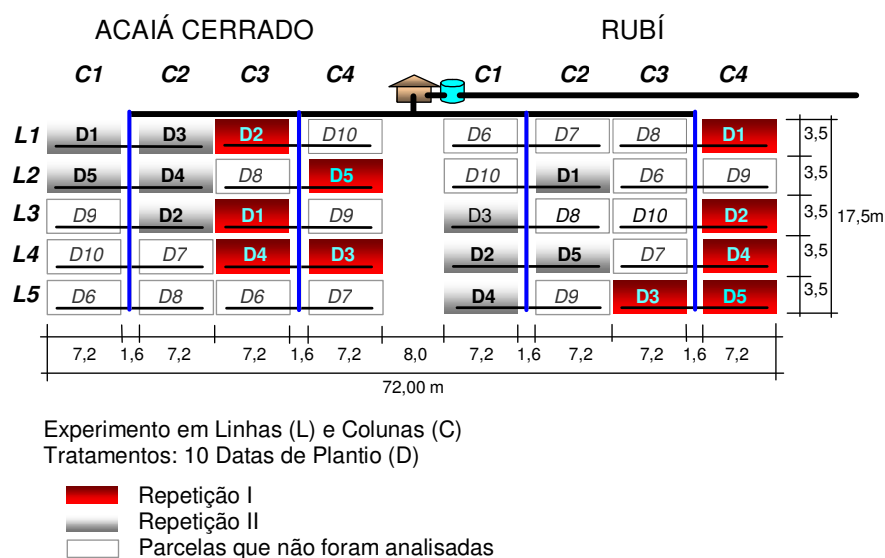 ACAIÁ CERRADO RUBÍ
C1 C2 C3 C4 C1 C2 C3 C4
L1 D1 D3 D2 D10 D6 D7 D8 D1 3,5
L2 D5 D4 D8 D5 D10 D1 D6 D9 3,5
L3 D9 D2 D1 D9 D3 D8 D10 D2 3,5 17,5m
L4 D10 D7 D4 D3 D2 D5 D7 D4 3,5
L5 D6 D8 D6 D7 D4 D9 D3 D5 3,5
7,2 1,6 7,2 7,2 1,6 7,2 8,0 7,2 1,6 7,2 7,2 1,6 7,2
72,00 m
Experimento em Linhas (L) e Colunas (C)
Tratamentos: 10 Datas de Plantio (D)
Repetição I
Repetição II
Parcelas que não foram analisadas